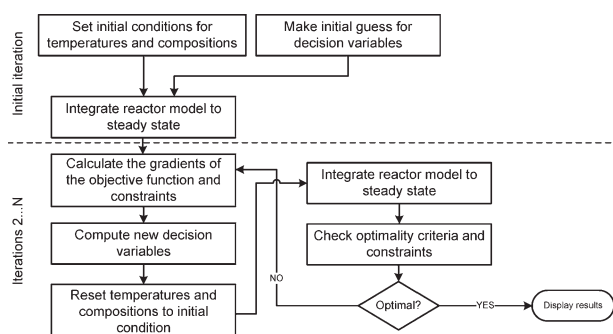 Initial iteration
Set initial conditions for
temperatures and compositions
Make initial guess for
decision variables
Integrate reactor model to
steady state
Iterations 2...N
Calculate the gradients of
the objective function and
constraints
Compute new decision
variables
Reset temperatures and
compositions to initial
condition
Integrate reactor model to
steady state
Check optimality criteria and
constraints
NO
Optimal?
YES
Display results